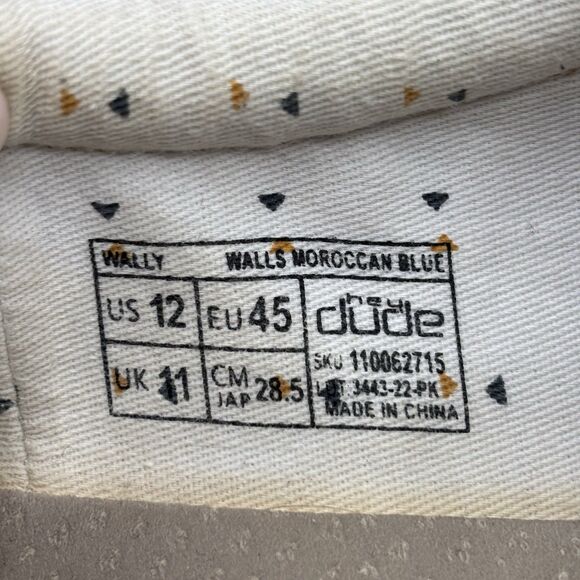 WALLY WALLS MOROCCAN BLUE
US 12 EU 45 hey dude
SKU 110062715
UK 11 CM JAP 28.5 LOT 3443-22-PK
MADE IN CHINA